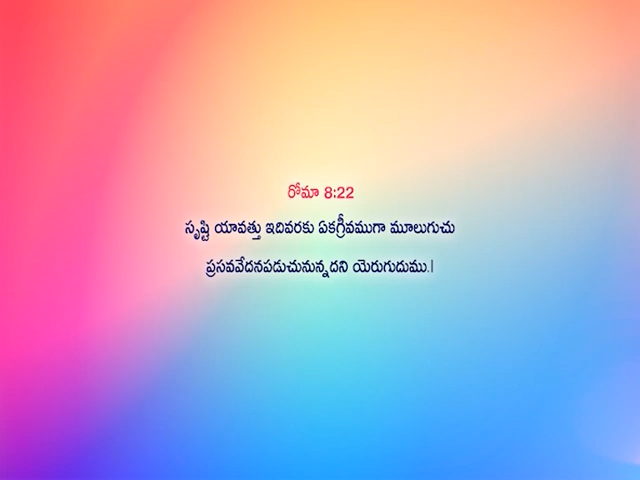 రోమా 8:22
సృష్టి యావత్తు ఇదివరకు ఏకగ్రీవముగా మూలుగుచు
ప్రసవవేదనపడుచునున్నదని యెరుగుదుము.|